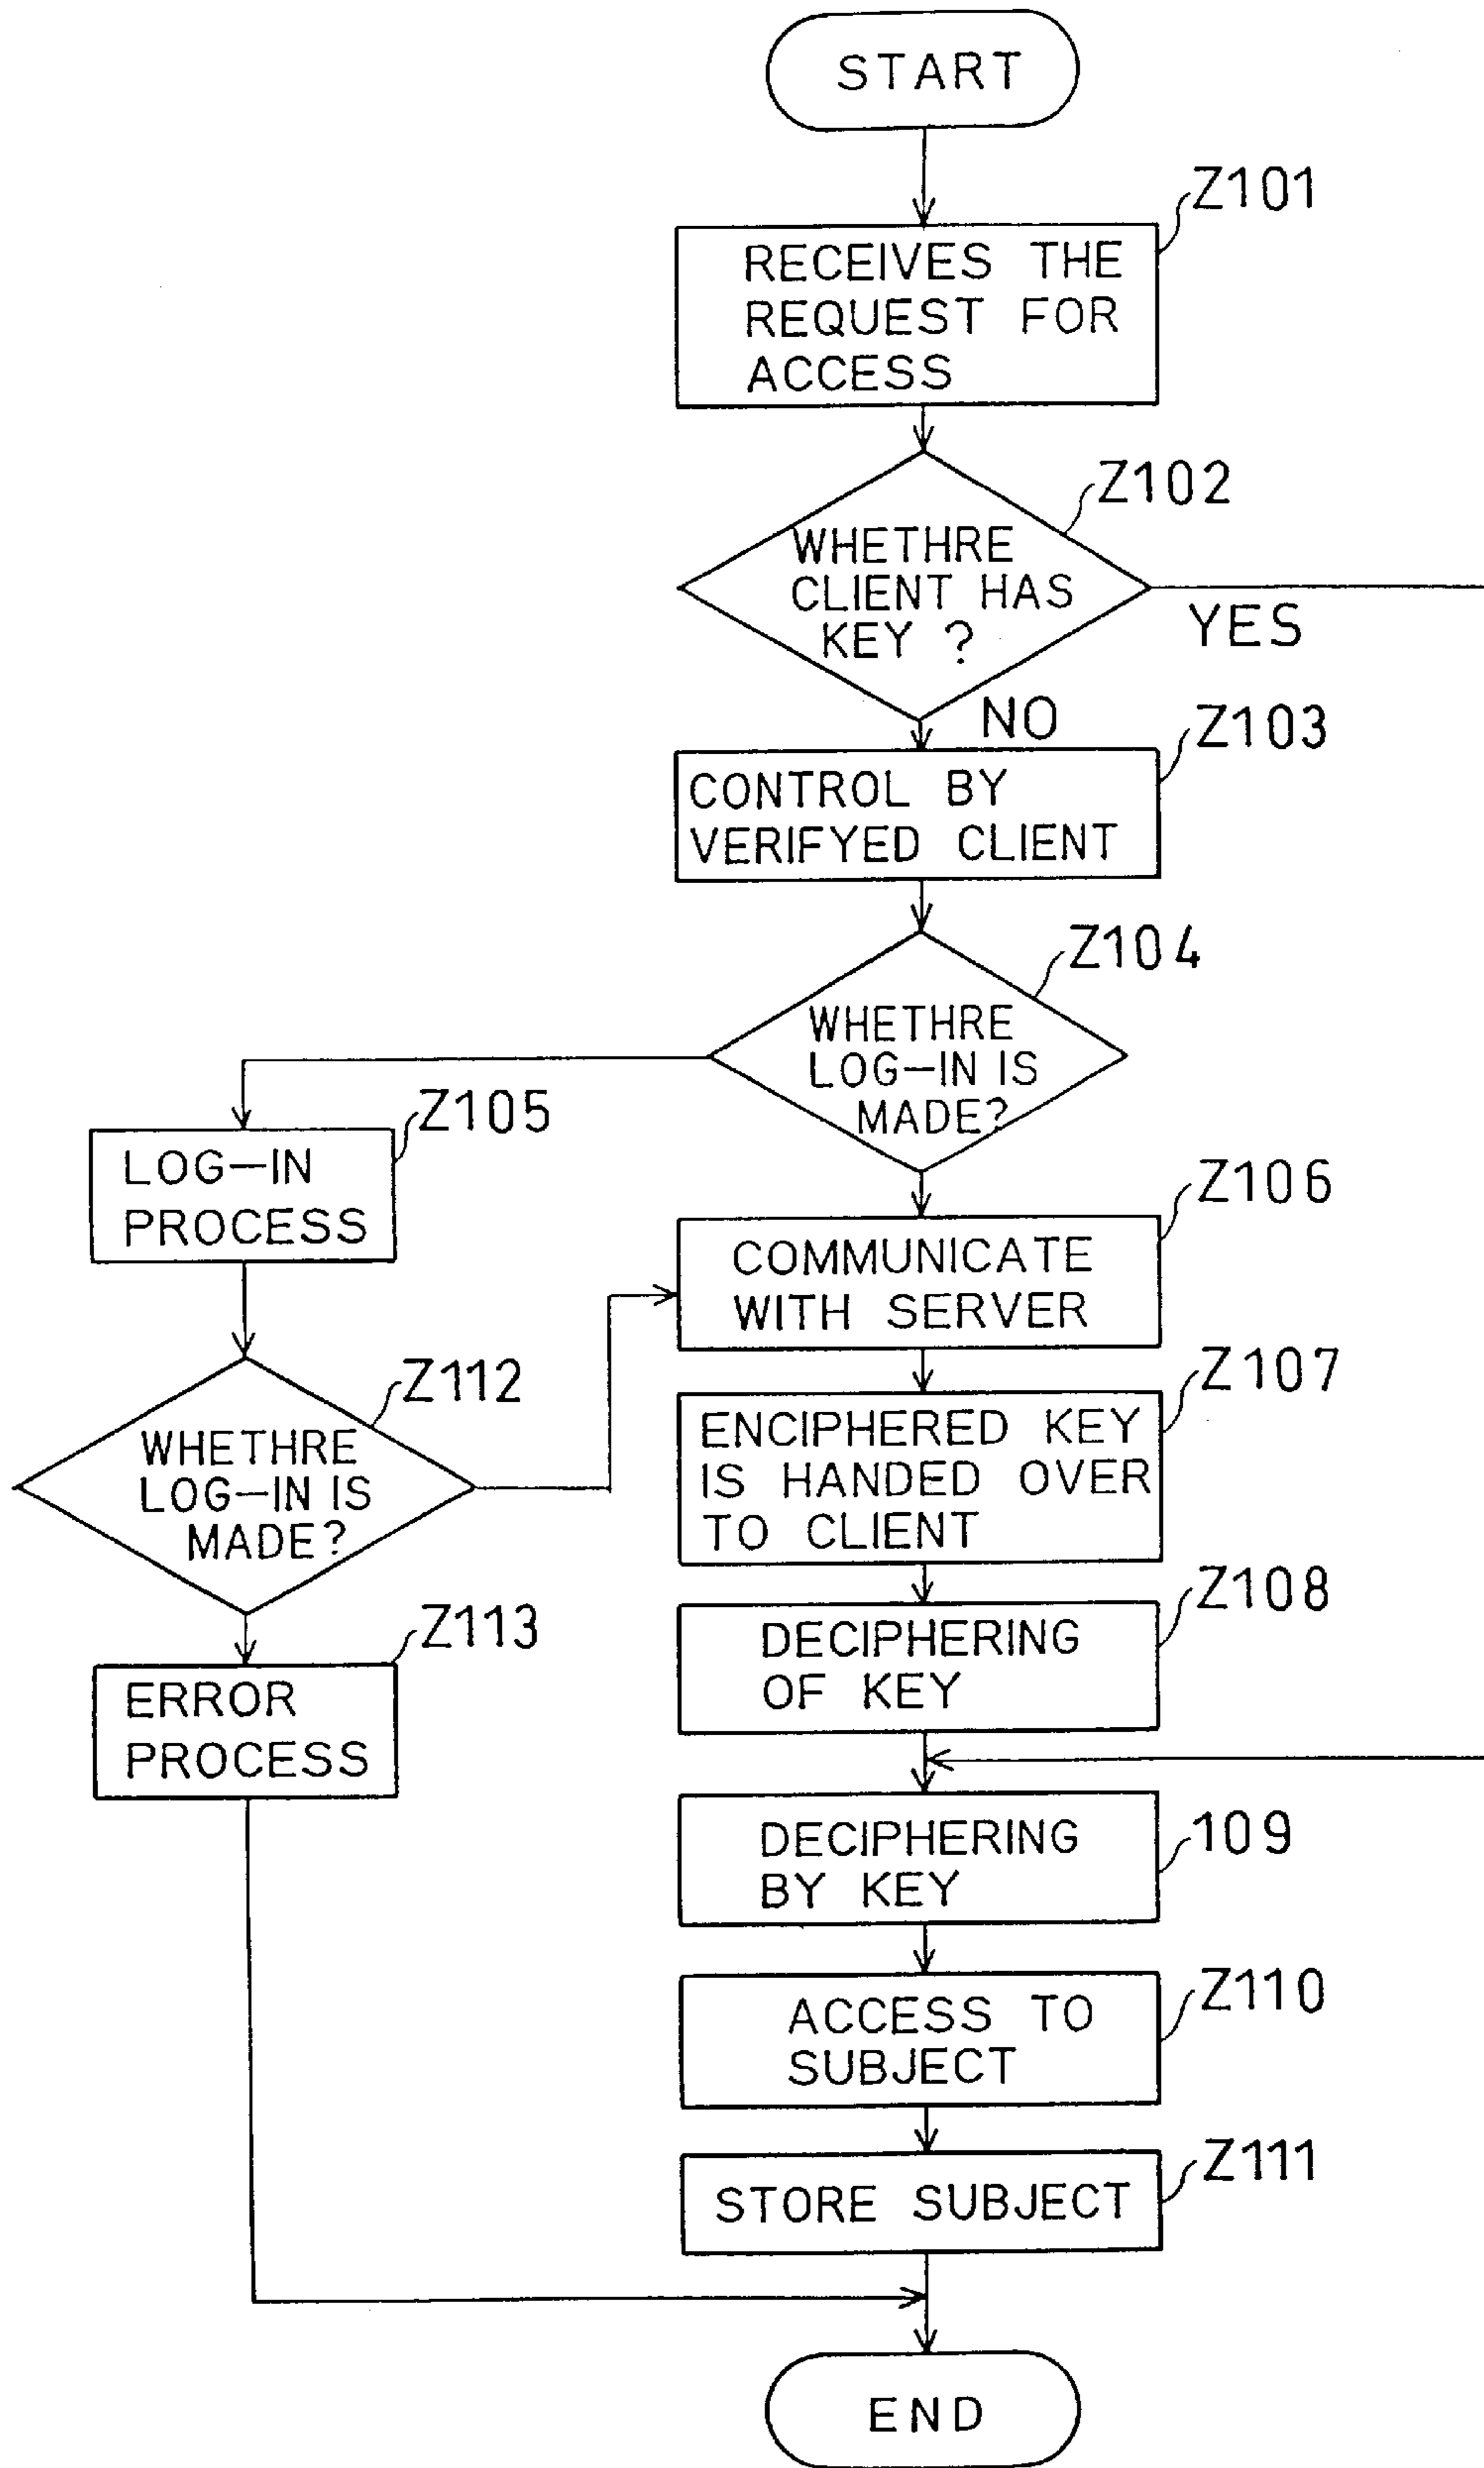 START
Z101
RECEIVES THE
REQUEST FOR
ACCESS
Z102
WHETHRE
CLIENT HAS
KEY ?
YES
NO
Z103
CONTROL BY
VERIFYED CLIENT
Z104
WHETHRE
LOG-IN IS
MADE?
Z105
LOG-IN
PROCESS
Z106
COMMUNICATE
WITH SERVER
Z112
WHETHRE
LOG-IN IS
MADE?
Z107
ENCIPHERED KEY
IS HANDED OVER
TO CLIENT
Z113
ERROR
PROCESS
Z108
DECIPHERING
OF KEY
109
DECIPHERING
BY KEY
Z110
ACCESS TO
SUBJECT
Z111
STORE SUBJECT
END